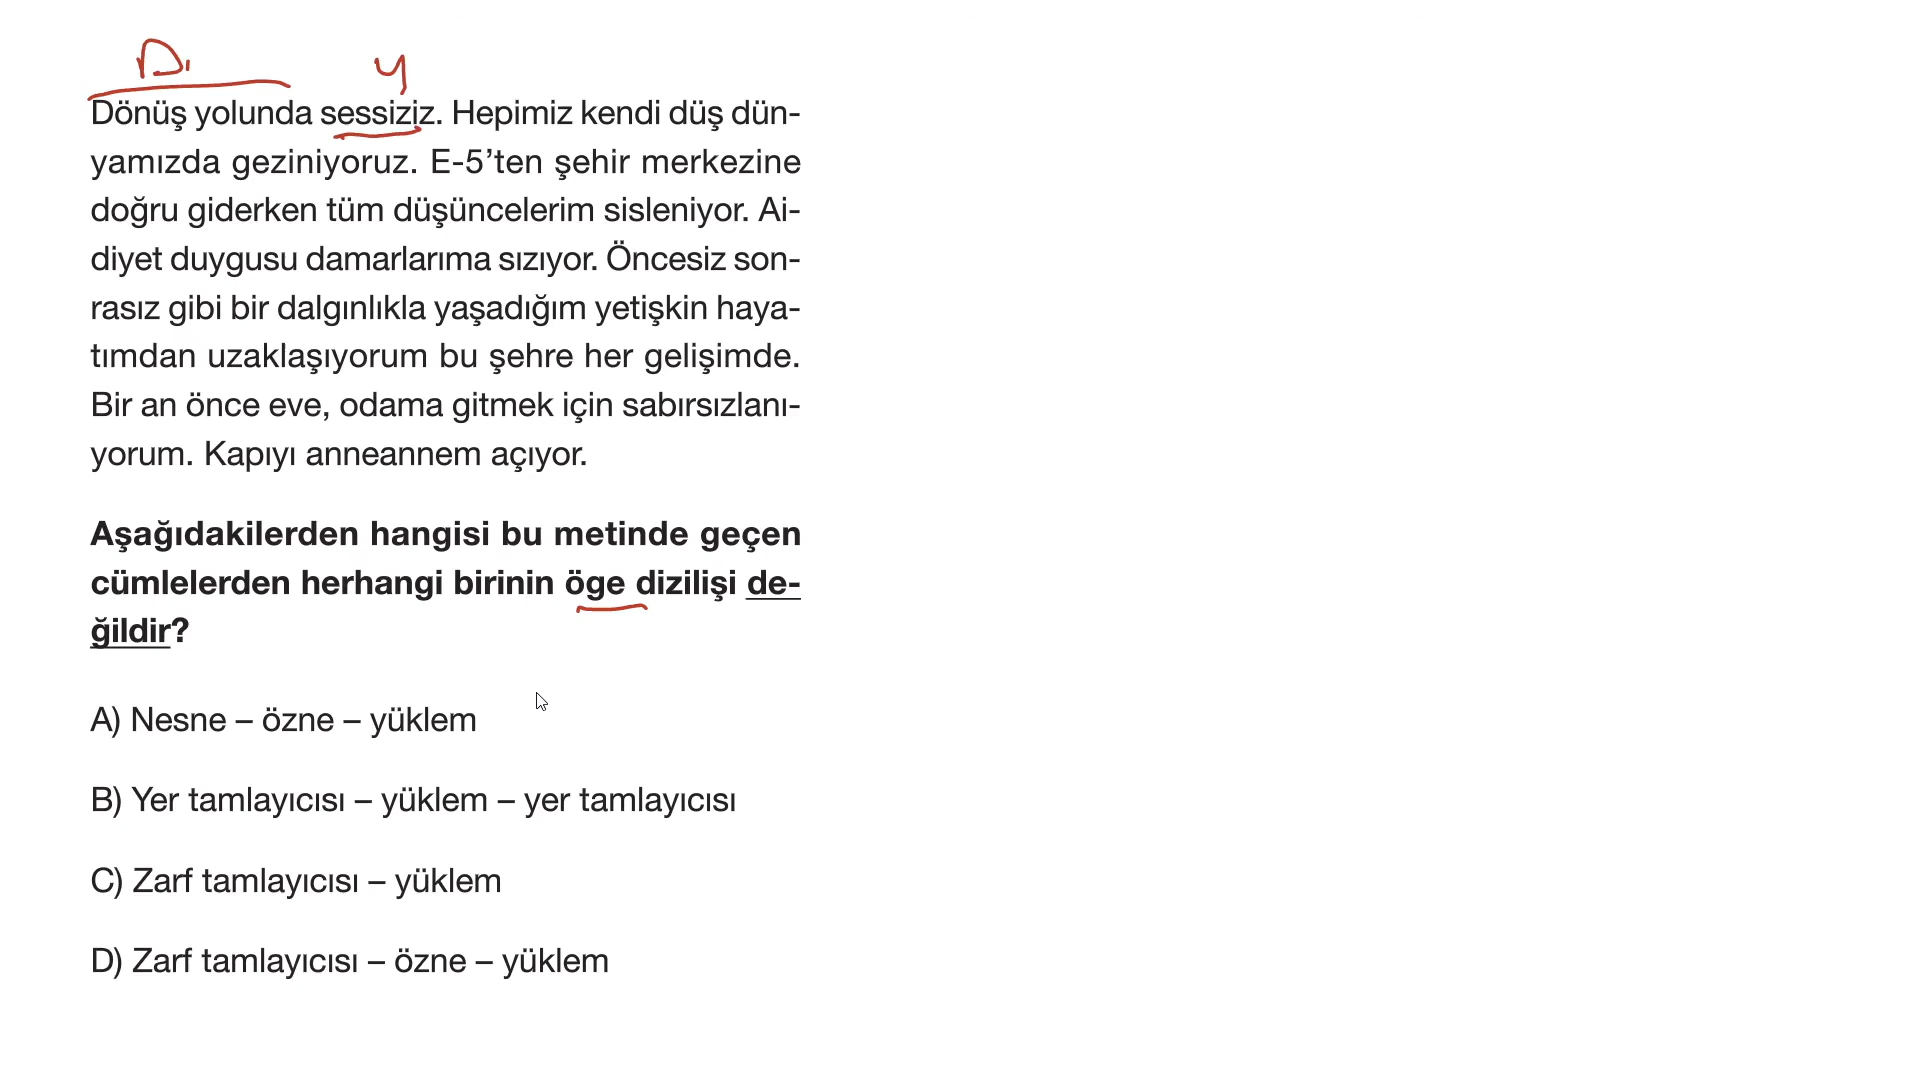 D.
y
Dönüş yolunda sessiziz. Hepimiz kendi düş dün-
yamızda geziniyoruz. E-5’ten şehir merkezine
doğru giderken tüm düşüncelerim sisleniyor. Ai-
diyet duygusu damarlarıma sızıyor. Öncesiz son-
rasız gibi bir dalgınlıkla yaşadığım yetişkin haya-
tımdan uzaklaşıyorum bu şehre her gelişimde.
Bir an önce eve, odama gitmek için sabırsızlanı-
yorum. Kapıyı anneannem açıyor.
Aşağıdakilerden hangisi bu metinde geçen
cümlelerden herhangi birinin öge dizilişi de-
ğildir?
A) Nesne – özne – yüklem
B) Yer tamlayıcısı – yüklem – yer tamlayıcısı
C) Zarf tamlayıcısı – yüklem
D) Zarf tamlayıcısı – özne – yüklem